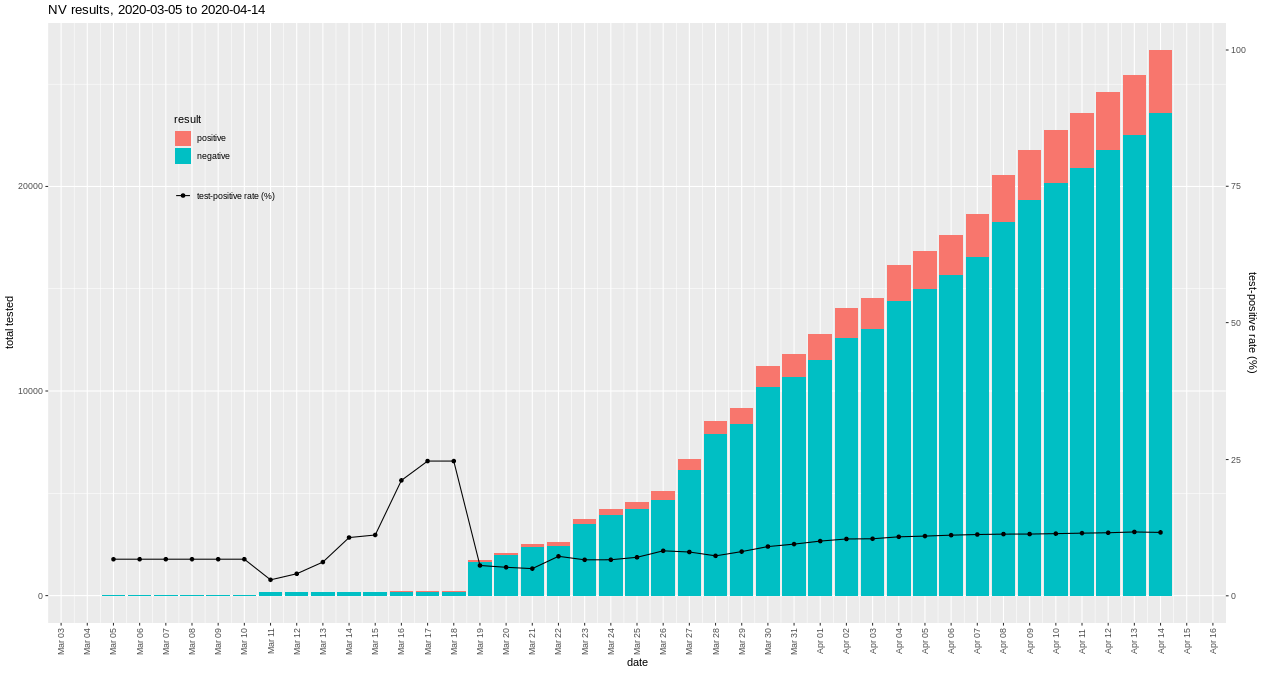 NV results, 2020-03-05 to 2020-04-14
result
positive
negative
test-positive rate (%)
total tested
20000
10000
0
100
75
50
25
0
test-positive rate (%)
Mar 03
Mar 04
Mar 05
Mar 06
Mar 07
Mar 08
Mar 09
Mar 10
Mar 11
Mar 12
Mar 13
Mar 14
Mar 15
Mar 16
Mar 17
Mar 18
Mar 19
Mar 20
Mar 21
Mar 22
Mar 23
Mar 24
Mar 25
Mar 26
Mar 27
Mar 28
Mar 29
Mar 30
Mar 31
Apr 01
Apr 02
Apr 03
Apr 04
Apr 05
Apr 06
Apr 07
Apr 08
Apr 09
Apr 10
Apr 11
Apr 12
Apr 13
Apr 14
Apr 15
Apr 16
date